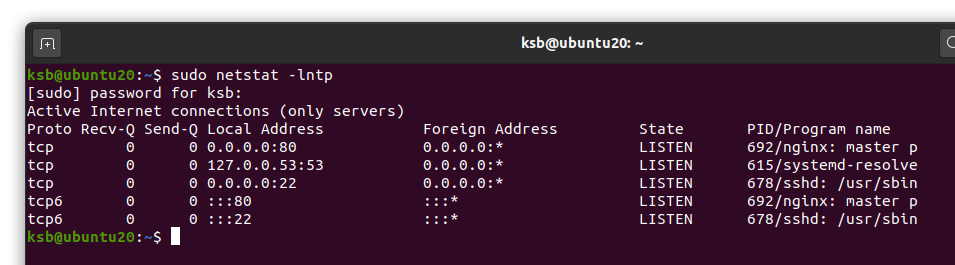 ksb@ubuntu20: ~
ksb@ubuntu20:~$ sudo netstat -lntp
[sudo] password for ksb:
Active Internet connections (only servers)
Proto Recv-Q Send-Q Local Address           Foreign Address         State       PID/Program name
tcp        0      0 0.0.0.0:80              0.0.0.0:*               LISTEN      692/nginx: master p
tcp        0      0 127.0.0.53:53           0.0.0.0:*               LISTEN      615/systemd-resolve
tcp        0      0 0.0.0.0:22              0.0.0.0:*               LISTEN      678/sshd: /usr/sbin
tcp6       0      0 :::80                   :::*                    LISTEN      692/nginx: master p
tcp6       0      0 :::22                   :::*                    LISTEN      678/sshd: /usr/sbin
ksb@ubuntu20:~$